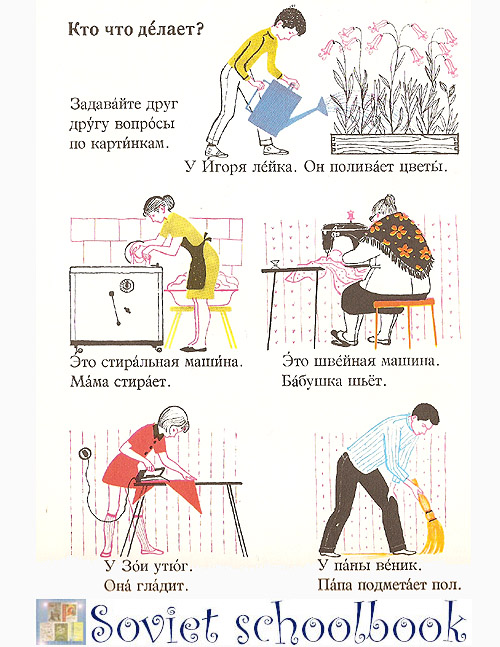 Кто что де́лает?
Задава́йте друг
дру́гу вопро́сы
по карти́нкам.
У И́горя ле́йка. Он полива́ет цветы́.
Э́то стира́льная маши́на.
Ма́ма стира́ет.
Э́то шве́йная машина.
Ба́бушка шьёт.
У Зо́и утю́г.
Она́ гла́дит.
У па́пы ве́ник.
Па́па подмета́ет пол.
Soviet schoolbook